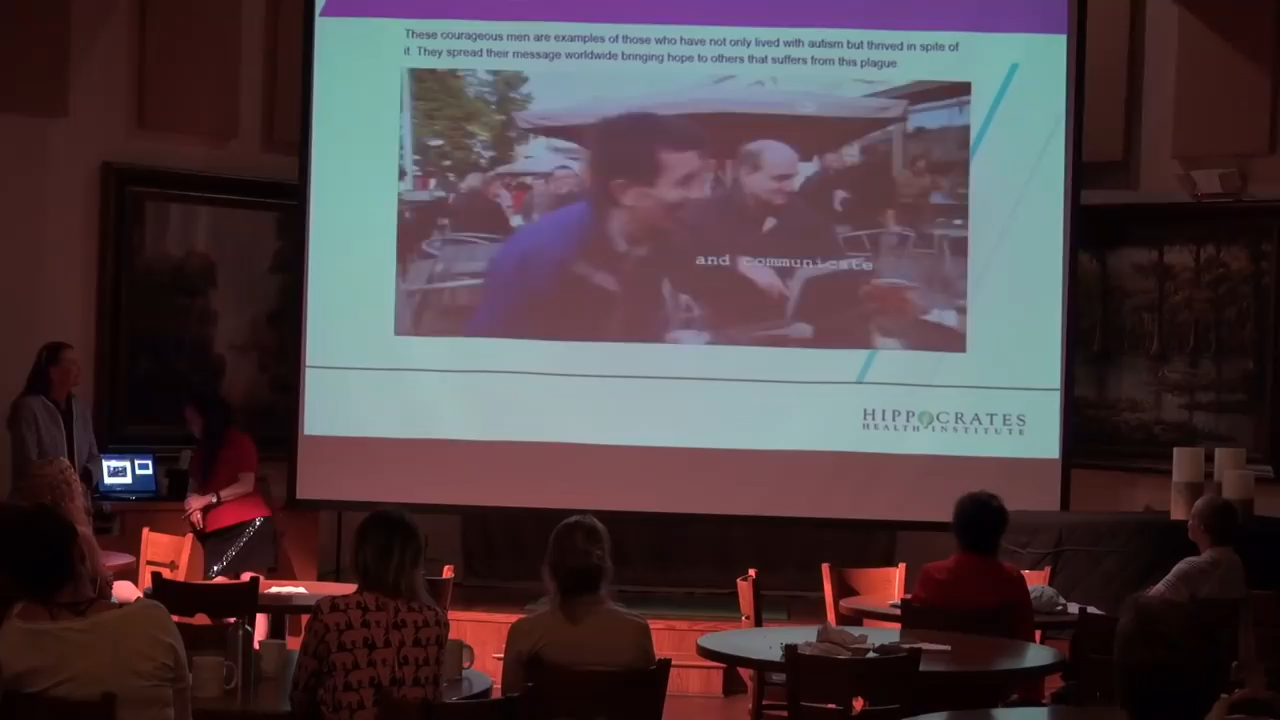 These courageous men are examples of those who have not only lived with autism but thrived in spite of
it. They spread their message worldwide bringing hope to others that suffers from this plague
and communicate
HIPPOCRATES
HEALTH INSTITUTE